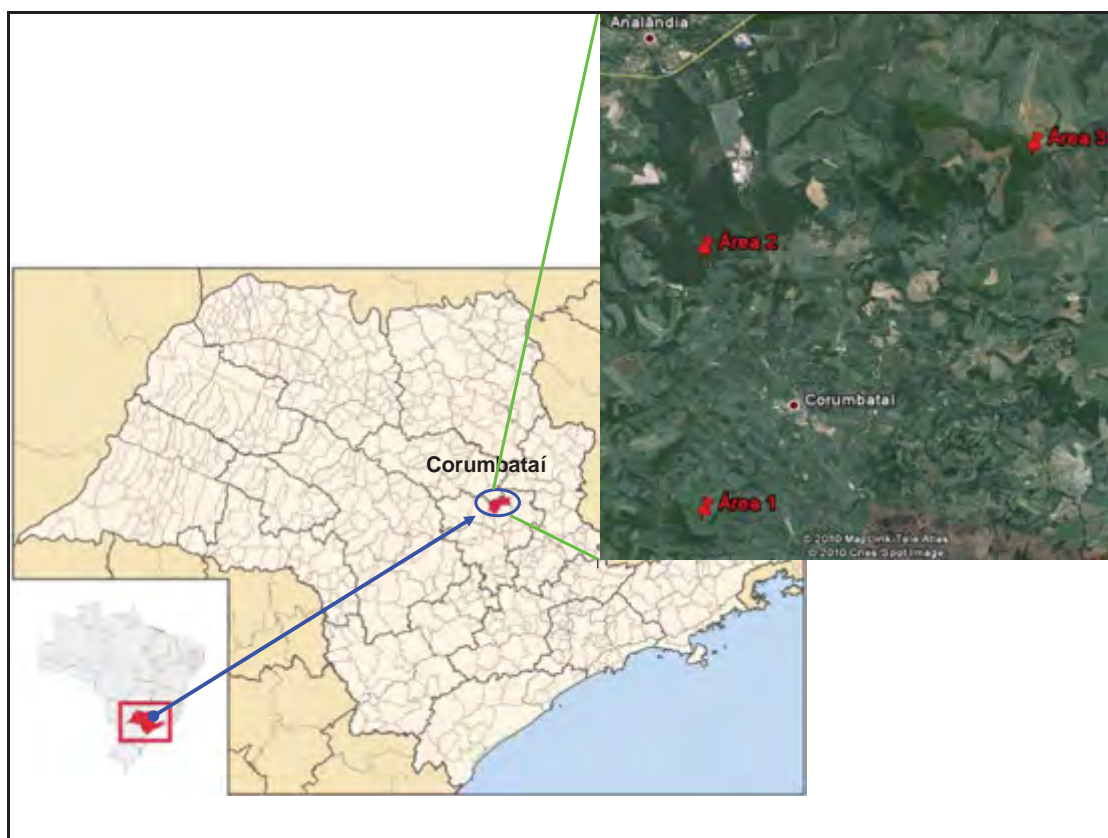 Analândia
Área 3
Área 2
Corumbataí
Área 1
© 2010 MapLink/Tele Atlas
© 2010 Cnes/Spot Image
Corumbataí